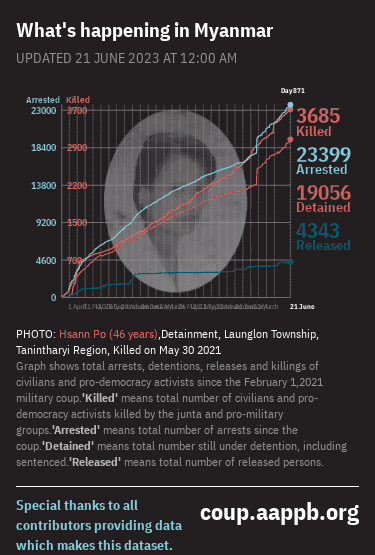 What's happening in Myanmar
UPDATED 21 JUNE 2023 AT 12:00 AM
Day871
Arrested Killed
23000 3700
18400 2900
13800 2200
9200 1500
4600 700
0
3685
Killed
23399
Arrested
19056
Detained
4343
Released
21 June
PHOTO: Hsann Po (46 years),Detainment, Launglon Township,
Tanintharyi Region, Killed on May 30 2021
Graph shows total arrests, detentions, releases and killings of
civilians and pro-democracy activists since the February 1,2021
military coup.'Killed' means total number of civilians and pro-
democracy activists killed by the junta and pro-military
groups.'Arrested' means total number of arrests since the
coup.'Detained' means total number still under detention, including
sentenced.'Released' means total number of released persons.
Special thanks to all
contributors providing data
which makes this dataset.
coup.aappb.org